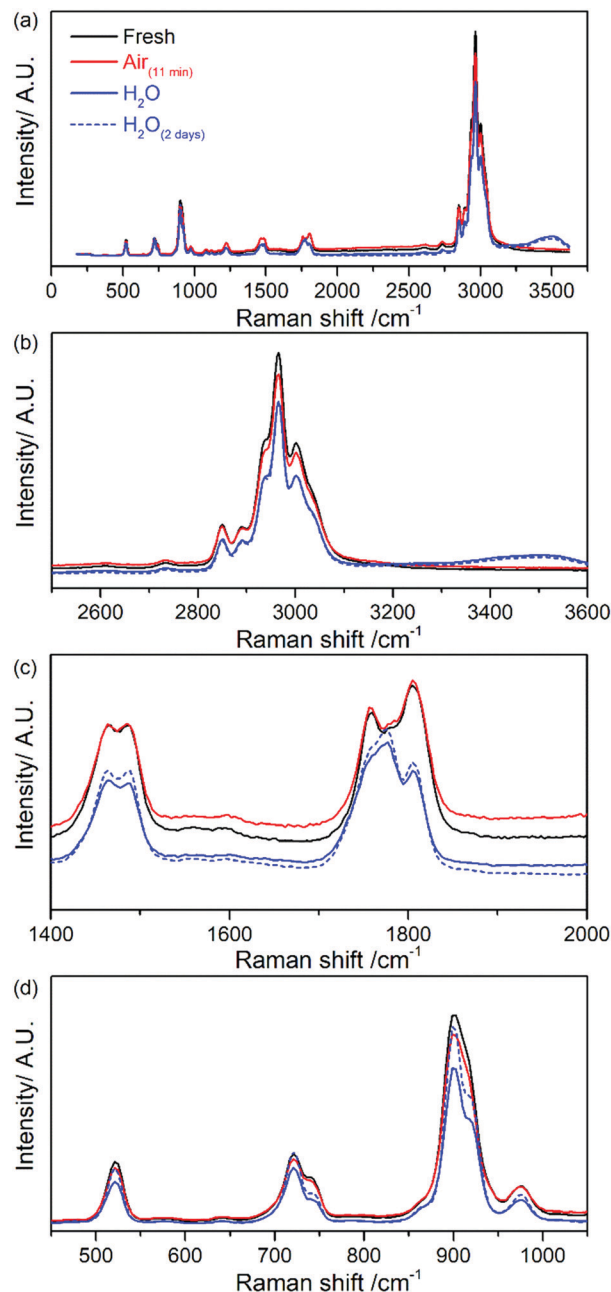 (a)
Fresh
Air(11 min)
H2O
H2O(2 days)
Intensity/ A.U.
0 500 1000 1500 2000 2500 3000 3500
Raman shift /cm-1
(b)
Intensity/ A.U.
2600 2800 3000 3200 3400 3600
Raman shift /cm-1
(c)
Intensity/ A.U.
1400 1600 1800 2000
Raman shift /cm-1
(d)
Intensity/ A.U.
500 600 700 800 900 1000
Raman shift /cm-1